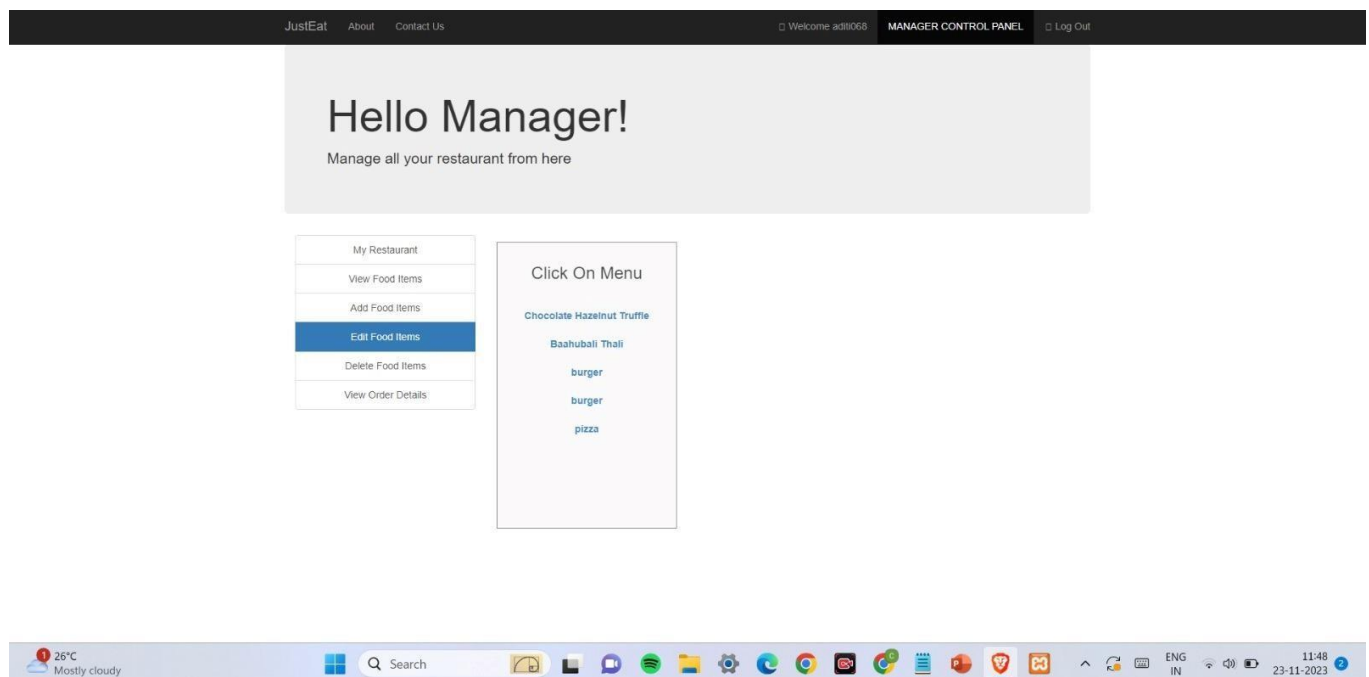 JustEat About Contact Us Welcome aditi068 MANAGER CONTROL PANEL Log Out
Hello Manager!
Manage all your restaurant from here
My Restaurant
View Food Items
Add Food Items
Edit Food Items
Delete Food Items
View Order Details
Click On Menu
Chocolate Hazelnut Truffle
Baahubali Thali
burger
burger
pizza
1 26°C
Mostly cloudy
Search
ENG
IN
11:48
23-11-2023
2